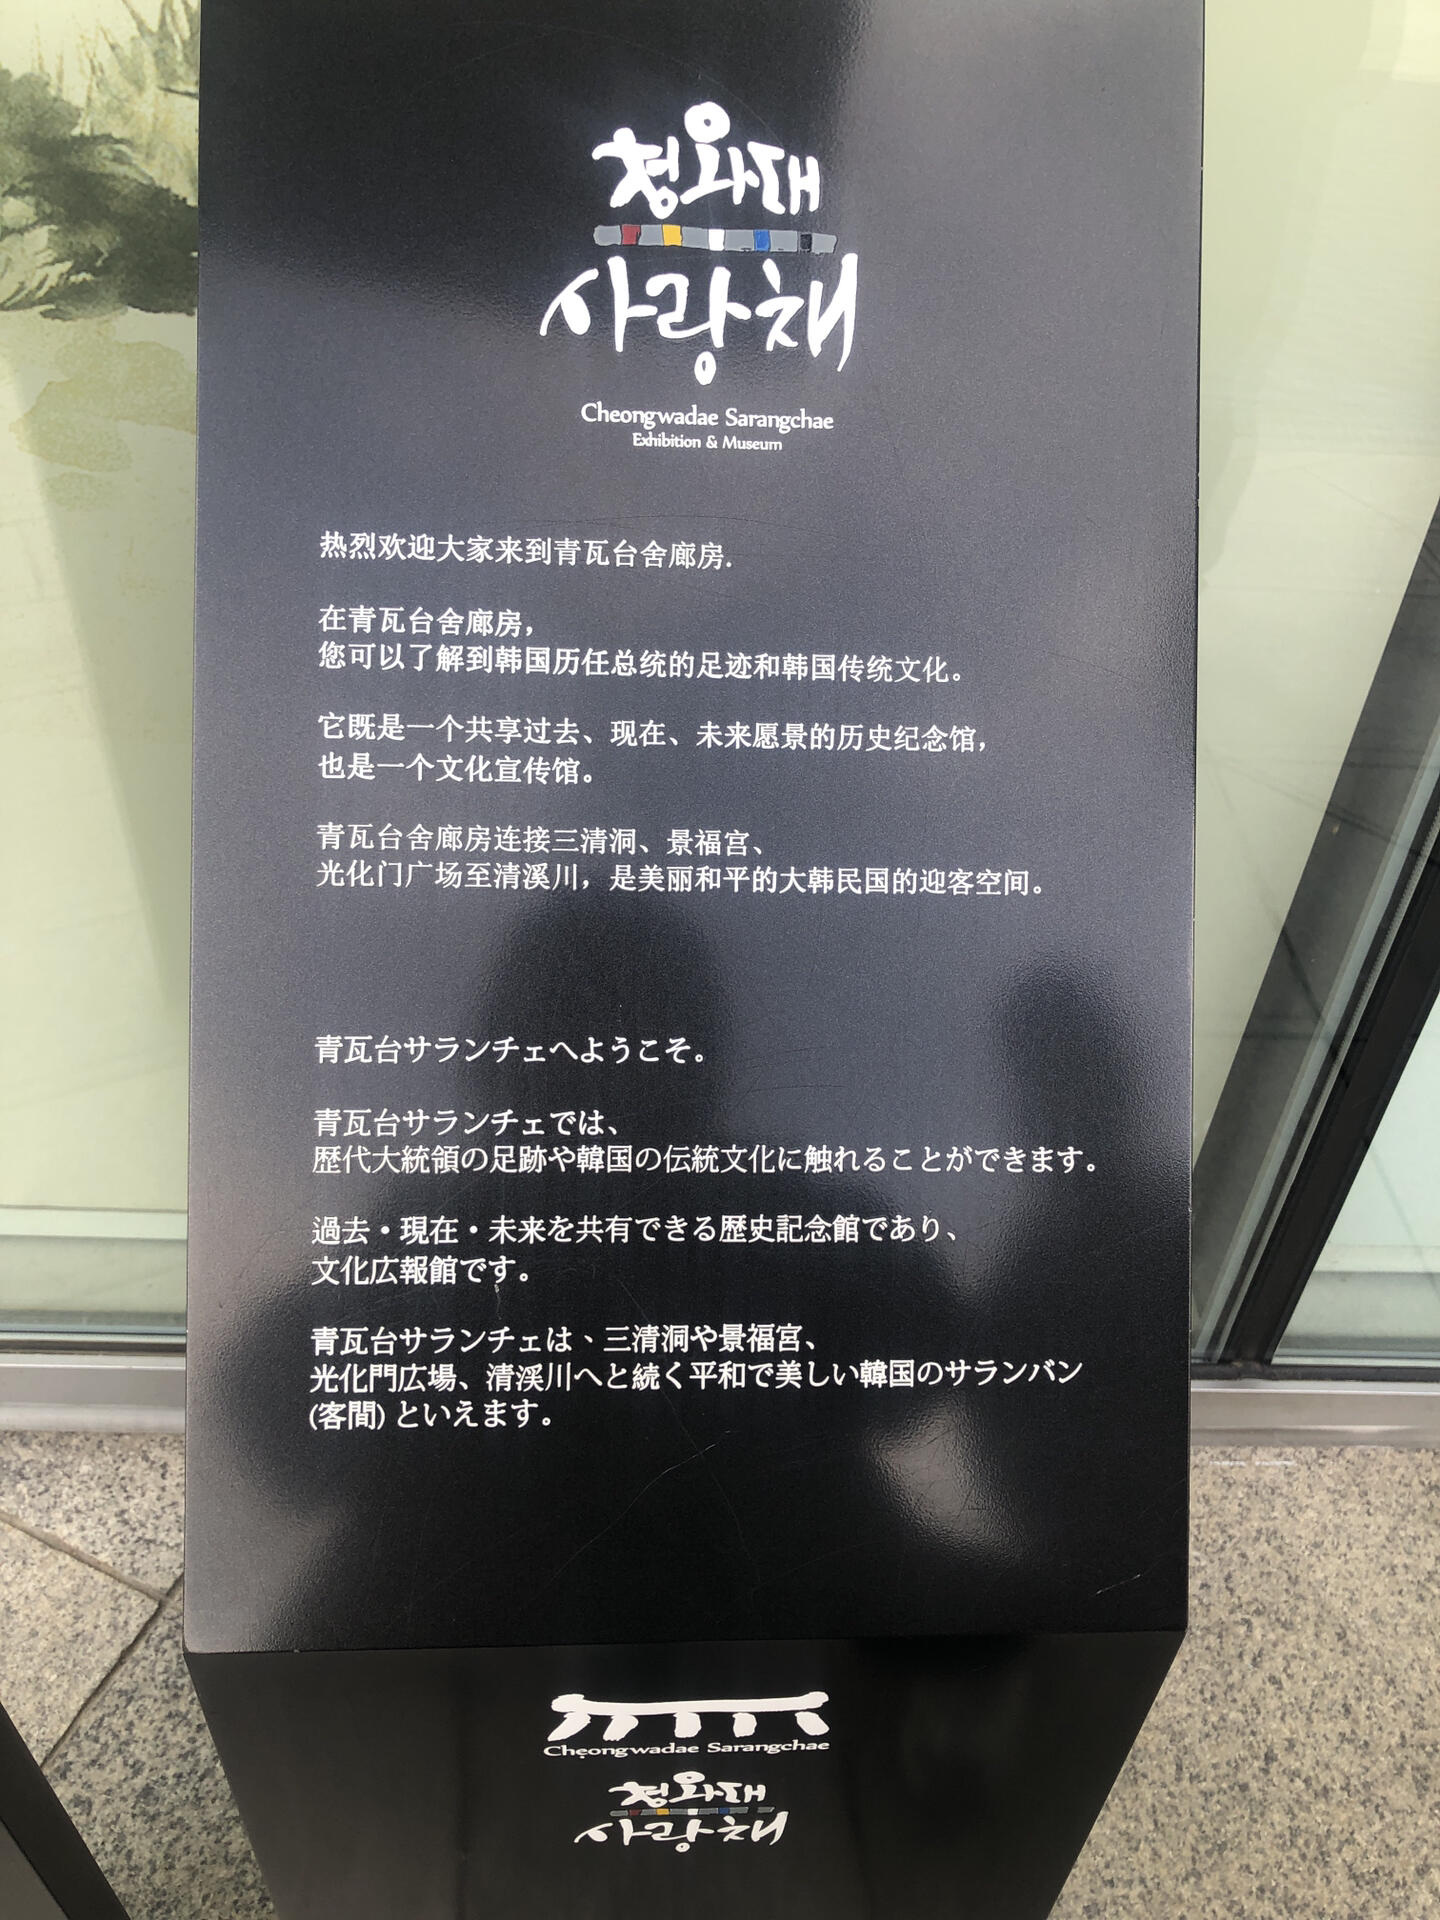 청와대
사랑채
Cheongwadae Sarangchae
Exhibition & Museum
热烈欢迎大家来到青瓦台舍廊房.
在青瓦台舍廊房，
您可以了解到韩国历任总统的足迹和韩国传统文化。
它既是一个共享过去、现在、未来愿景的历史纪念馆，
也是一个文化宣传馆。
青瓦台舍廊房连接三清洞、景福宫、
光化门广场至清溪川，是美丽和平的大韩民国的迎客空间。
青瓦台サランチェへようこそ。
青瓦台サランチェでは、
歴代大統領の足跡や韓国の伝統文化に触れることができます。
過去・現在・未来を共有できる歴史記念館であり、
文化広報館です。
青瓦台サランチェは、三清洞や景福宮、
光化門広場、清渓川へと続く平和で美しい韓国のサランバン
(客間) といえます。
Cheongwadae Sarangchae
청와대
사랑채